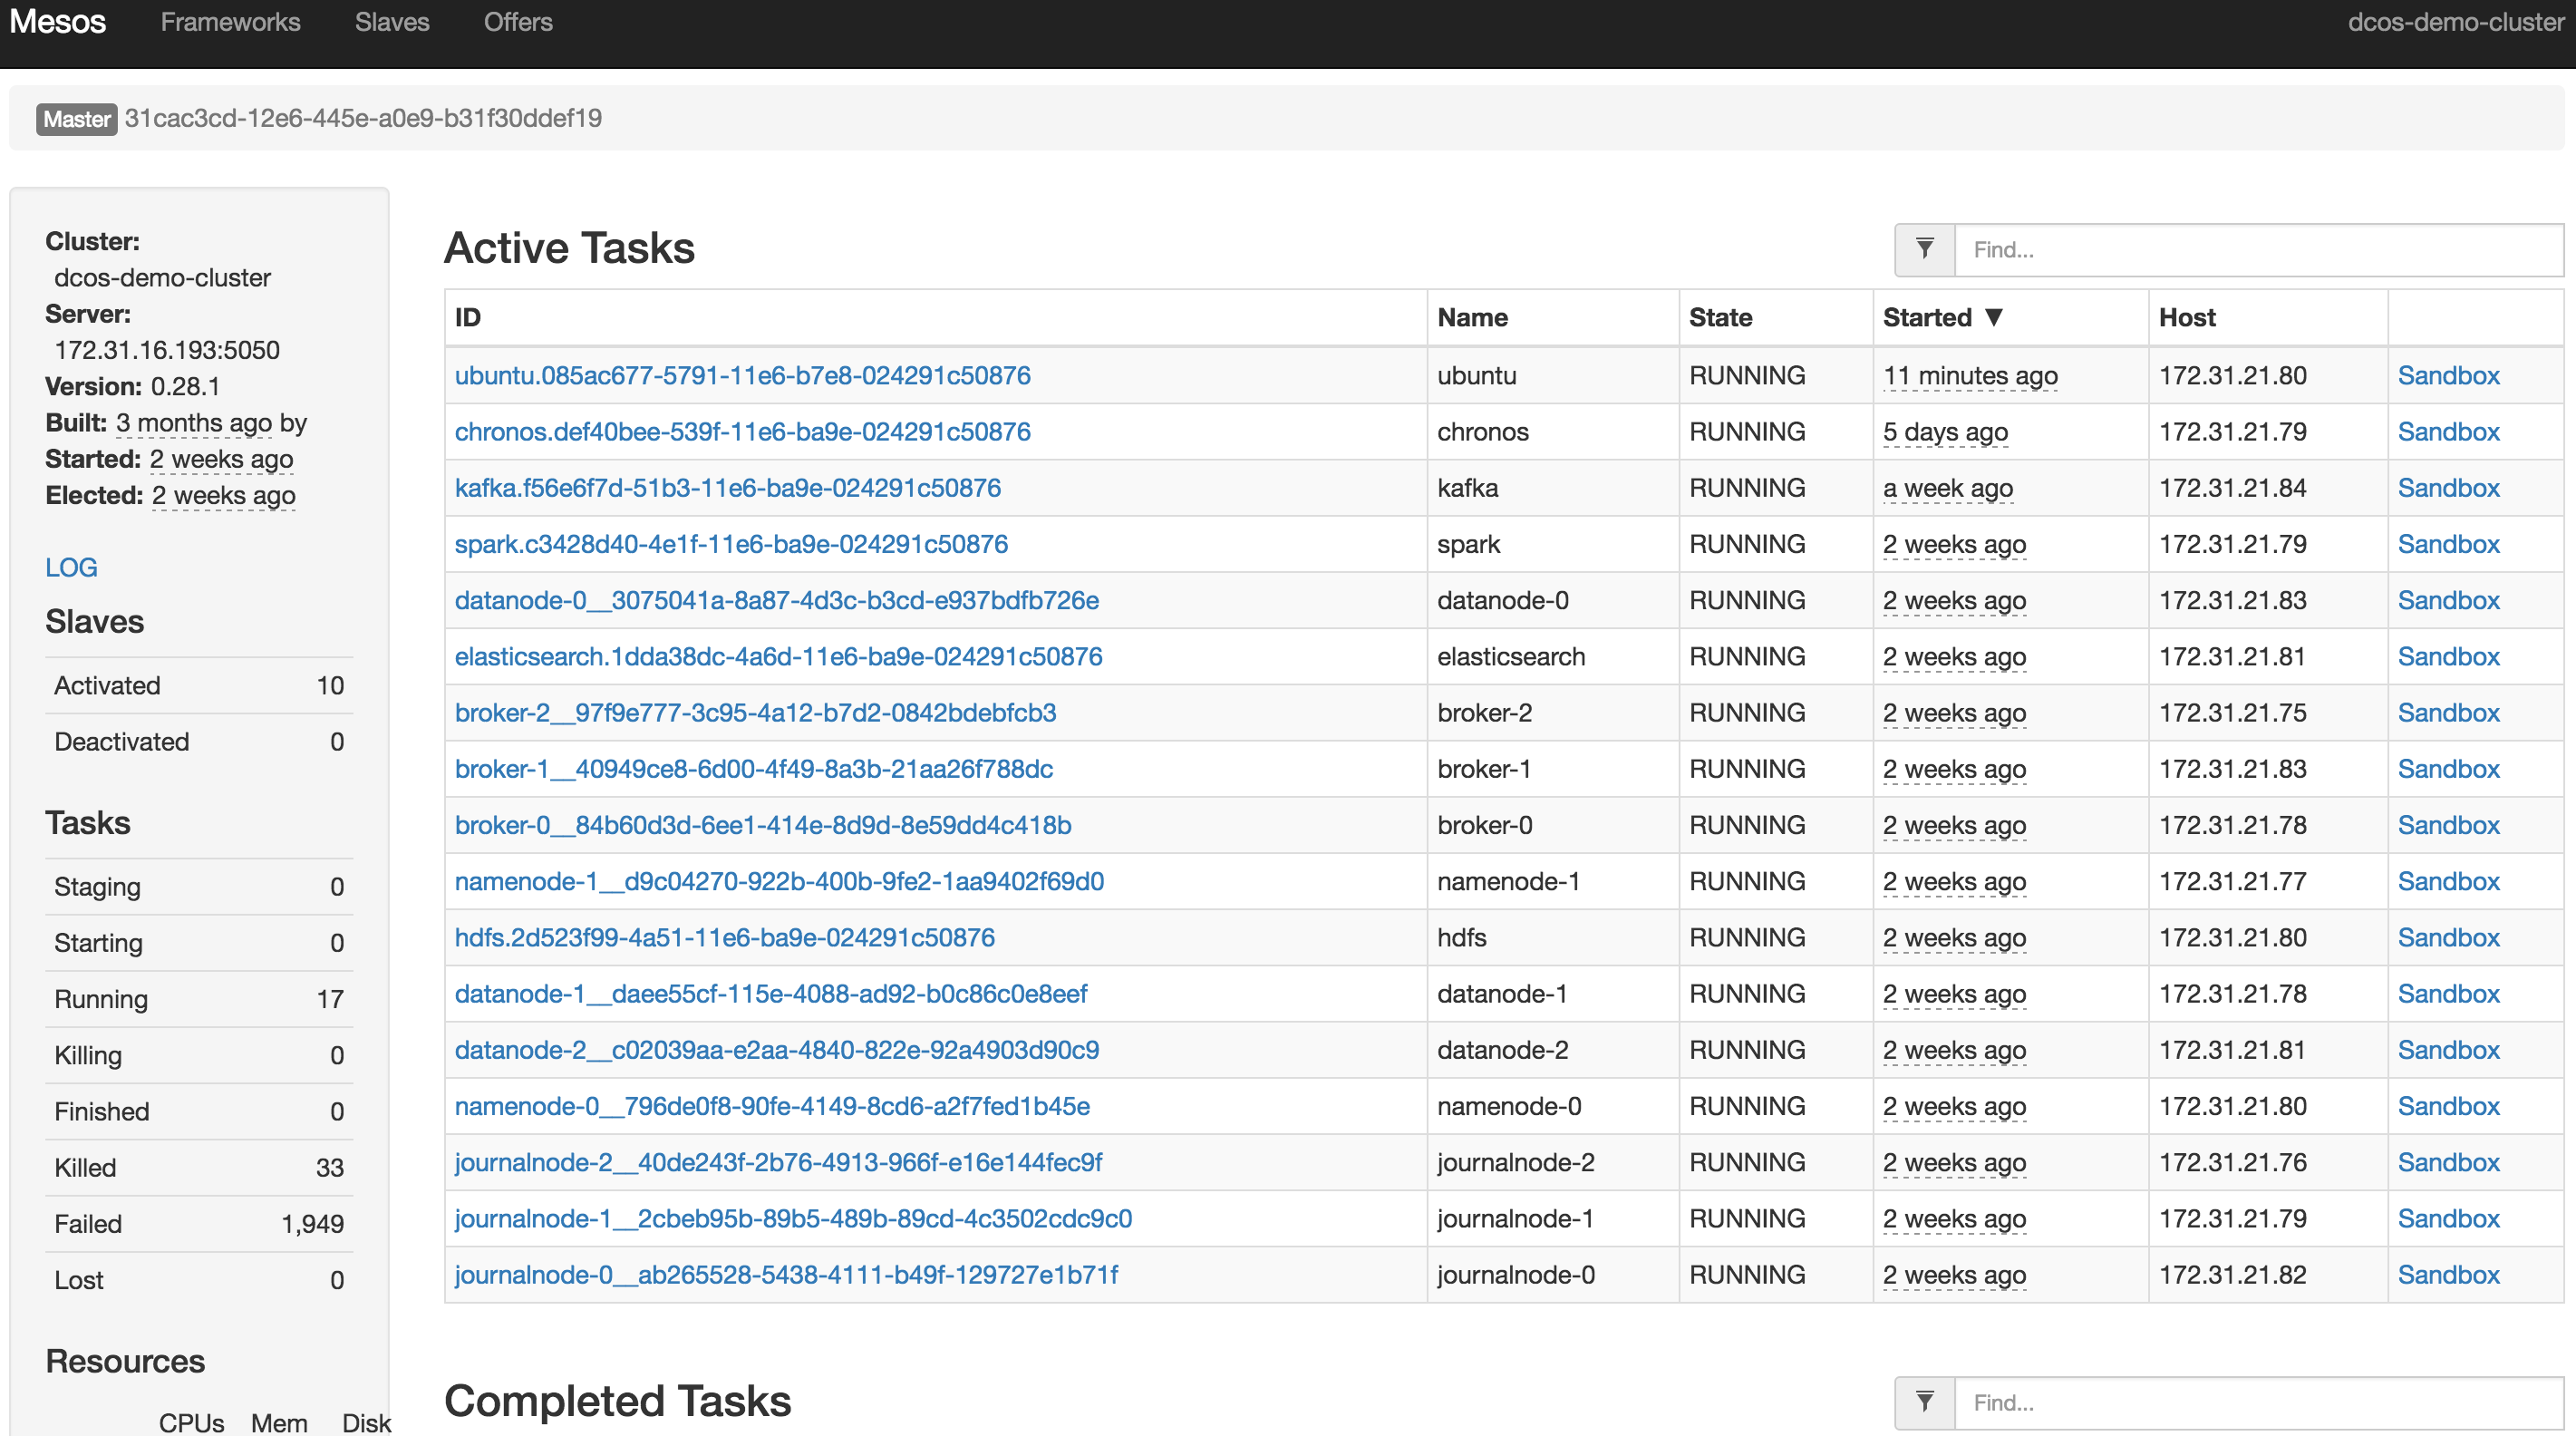 Mesos Frameworks Slaves Offers dcos-demo-cluster
Master 31cac3cd-12e6-445e-a0e9-b31f30ddef19
Cluster:
dcos-demo-cluster
Server:
172.31.16.193:5050
Version: 0.28.1
Built: 3 months ago by
Started: 2 weeks ago
Elected: 2 weeks ago
LOG
Slaves
Activated 10
Deactivated 0
Tasks
Staging 0
Starting 0
Running 17
Killing 0
Finished 0
Killed 33
Failed 1,949
Lost 0
Resources
CPUs Mem Disk
Active Tasks
Find...
ID Name State Started ▼ Host
ubuntu.085ac677-5791-11e6-b7e8-024291c50876 ubuntu RUNNING 11 minutes ago 172.31.21.80 Sandbox
chronos.def40bee-539f-11e6-ba9e-024291c50876 chronos RUNNING 5 days ago 172.31.21.79 Sandbox
kafka.f56e6f7d-51b3-11e6-ba9e-024291c50876 kafka RUNNING a week ago 172.31.21.84 Sandbox
spark.c3428d40-4e1f-11e6-ba9e-024291c50876 spark RUNNING 2 weeks ago 172.31.21.79 Sandbox
datanode-0__3075041a-8a87-4d3c-b3cd-e937bdfb726e datanode-0 RUNNING 2 weeks ago 172.31.21.83 Sandbox
elasticsearch.1dda38dc-4a6d-11e6-ba9e-024291c50876 elasticsearch RUNNING 2 weeks ago 172.31.21.81 Sandbox
broker-2__97f9e777-3c95-4a12-b7d2-0842bdebfcb3 broker-2 RUNNING 2 weeks ago 172.31.21.75 Sandbox
broker-1__40949ce8-6d00-4f49-8a3b-21aa26f788dc broker-1 RUNNING 2 weeks ago 172.31.21.83 Sandbox
broker-0__84b60d3d-6ee1-414e-8d9d-8e59dd4c418b broker-0 RUNNING 2 weeks ago 172.31.21.78 Sandbox
namenode-1__d9c04270-922b-400b-9fe2-1aa9402f69d0 namenode-1 RUNNING 2 weeks ago 172.31.21.77 Sandbox
hdfs.2d523f99-4a51-11e6-ba9e-024291c50876 hdfs RUNNING 2 weeks ago 172.31.21.80 Sandbox
datanode-1__daee55cf-115e-4088-ad92-b0c86c0e8eef datanode-1 RUNNING 2 weeks ago 172.31.21.78 Sandbox
datanode-2__c02039aa-e2aa-4840-822e-92a4903d90c9 datanode-2 RUNNING 2 weeks ago 172.31.21.81 Sandbox
namenode-0__796de0f8-90fe-4149-8cd6-a2f7fed1b45e namenode-0 RUNNING 2 weeks ago 172.31.21.80 Sandbox
journalnode-2__40de243f-2b76-4913-966f-e16e144fec9f journalnode-2 RUNNING 2 weeks ago 172.31.21.76 Sandbox
journalnode-1__2cbeb95b-89b5-489b-89cd-4c3502cdc9c0 journalnode-1 RUNNING 2 weeks ago 172.31.21.79 Sandbox
journalnode-0__ab265528-5438-4111-b49f-129727e1b71f journalnode-0 RUNNING 2 weeks ago 172.31.21.82 Sandbox
Completed Tasks
Find...